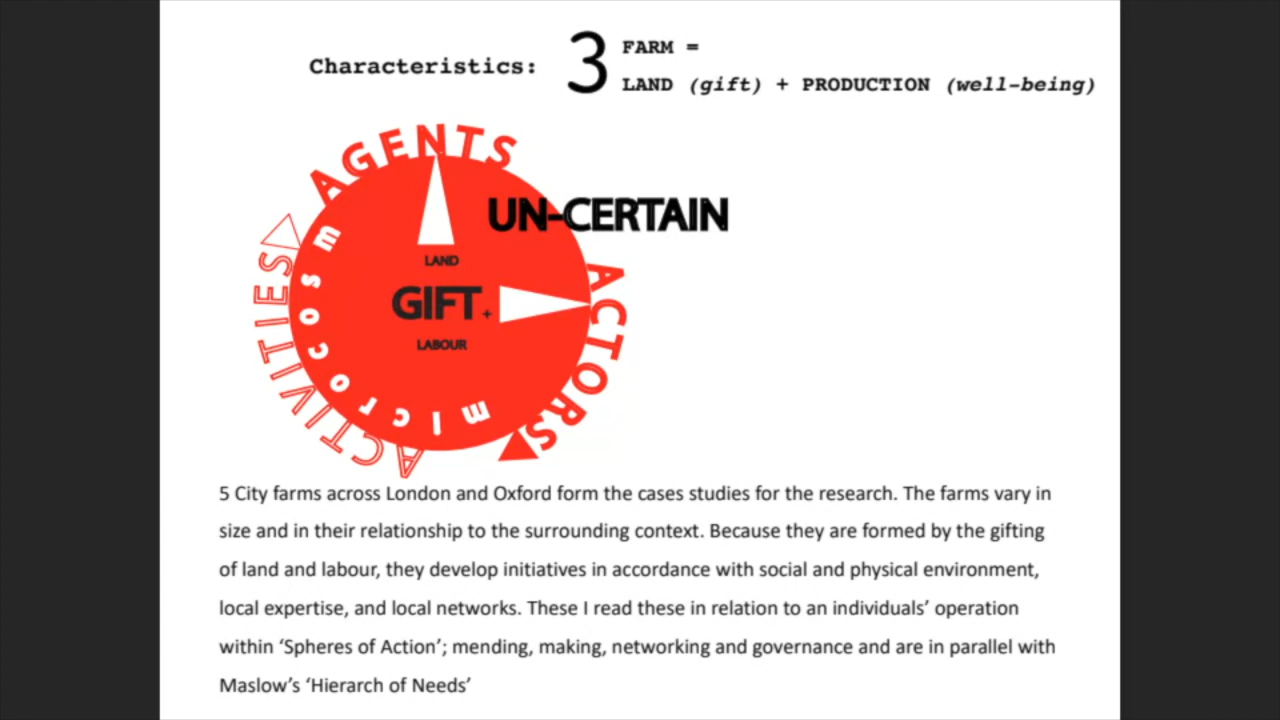 Characteristics: 3 FARM =
LAND (gift) + PRODUCTION (well-being)
AGENTS
UN-CERTAIN
ACTORS
ACTIVITIES
microcosm
LAND
GIFT +
LABOUR
5 City farms across London and Oxford form the cases studies for the research. The farms vary in
size and in their relationship to the surrounding context. Because they are formed by the gifting
of land and labour, they develop initiatives in accordance with social and physical environment,
local expertise, and local networks. These I read these in relation to an individuals’ operation
within ‘Spheres of Action’; mending, making, networking and governance and are in parallel with
Maslow’s ‘Hierarch of Needs’